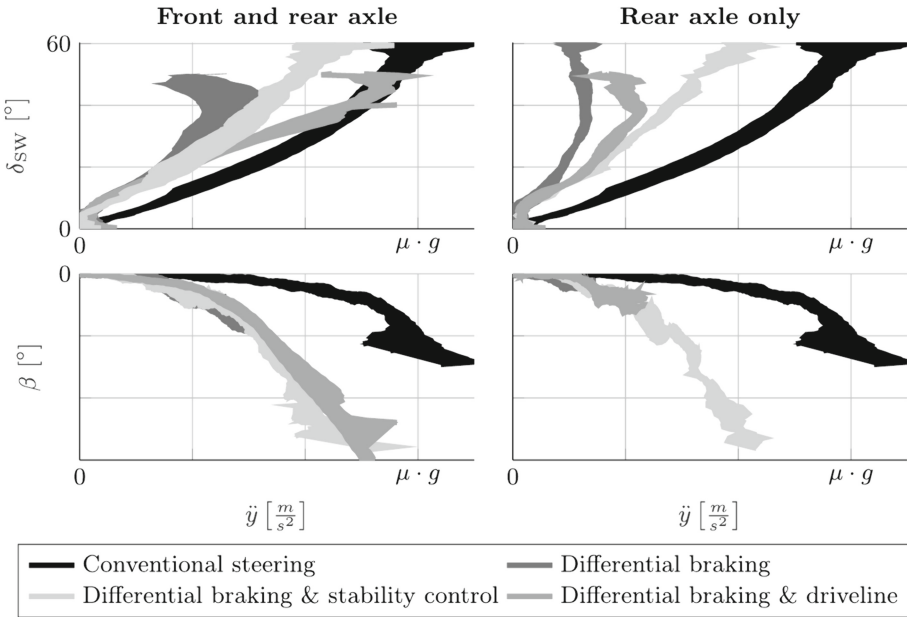 Front and rear axle
Rear axle only
60
δsw [°]
0
0
μ · g
0
μ · g
0
β [°]
0
μ · g
0
μ · g
ÿ [m/s²]
ÿ [m/s²]
Conventional steering
Differential braking
Differential braking & stability control
Differential braking & driveline